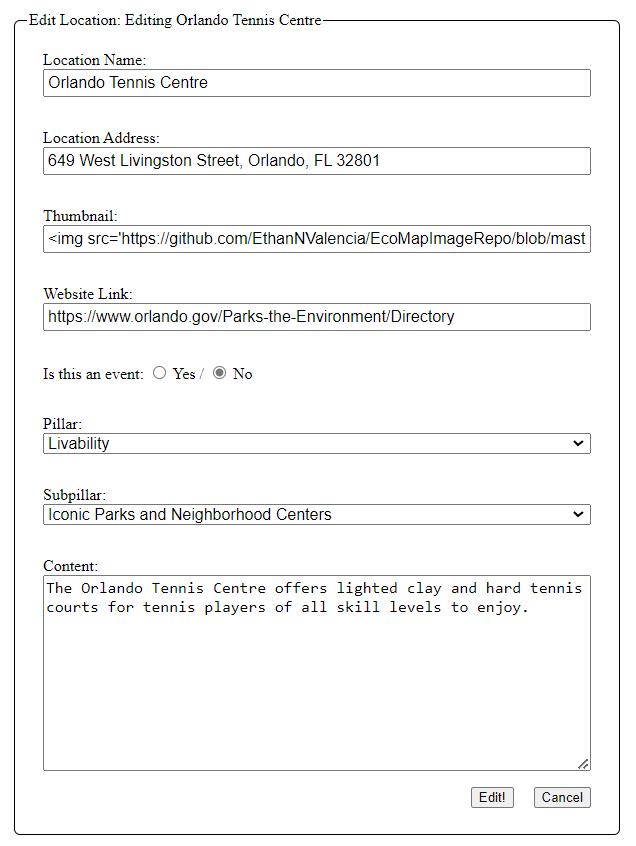 Edit Location: Editing Orlando Tennis Centre
Location Name:
Orlando Tennis Centre
Location Address:
649 West Livingston Street, Orlando, FL 32801
Thumbnail:
<img src='https://github.com/EthanNValencia/EcoMapImageRepo/blob/mast
Website Link:
https://www.orlando.gov/Parks-the-Environment/Directory
Is this an event: Yes / No
Pillar:
Livability
Subpillar:
Iconic Parks and Neighborhood Centers
Content:
The Orlando Tennis Centre offers lighted clay and hard tennis
courts for tennis players of all skill levels to enjoy.
Edit! Cancel